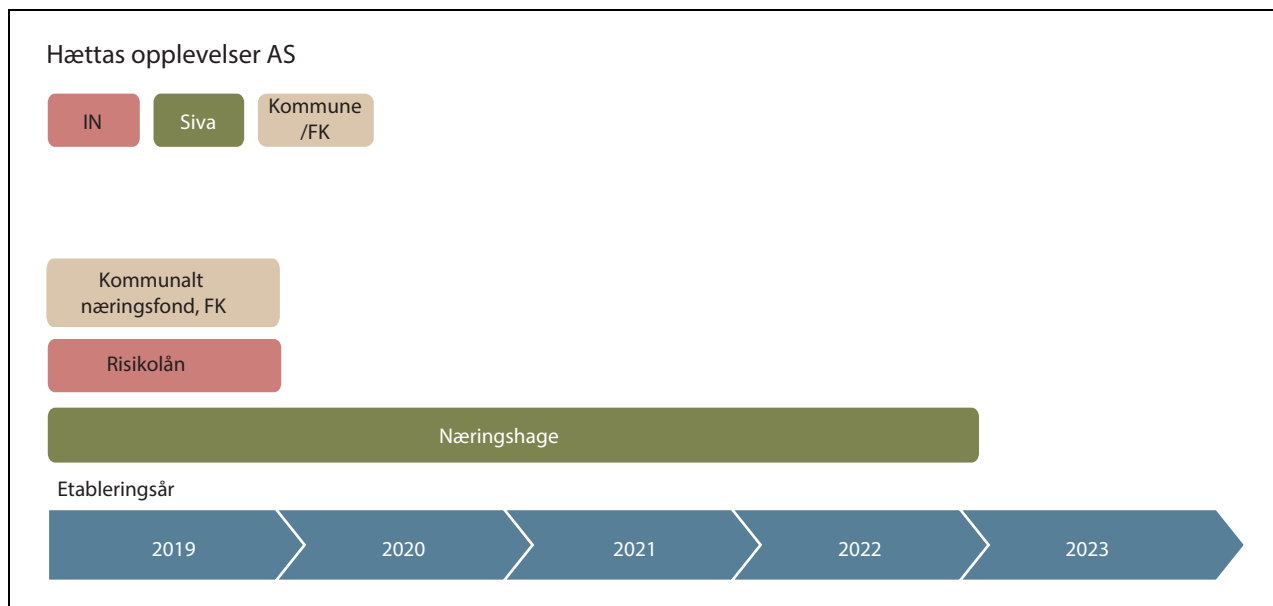 Hættas opplevelser AS
IN
Siva
Kommune
/FK
Kommunalt
næringsfond, FK
Risikolån
Næringshage
Etableringsår
2019
2020
2021
2022
2023